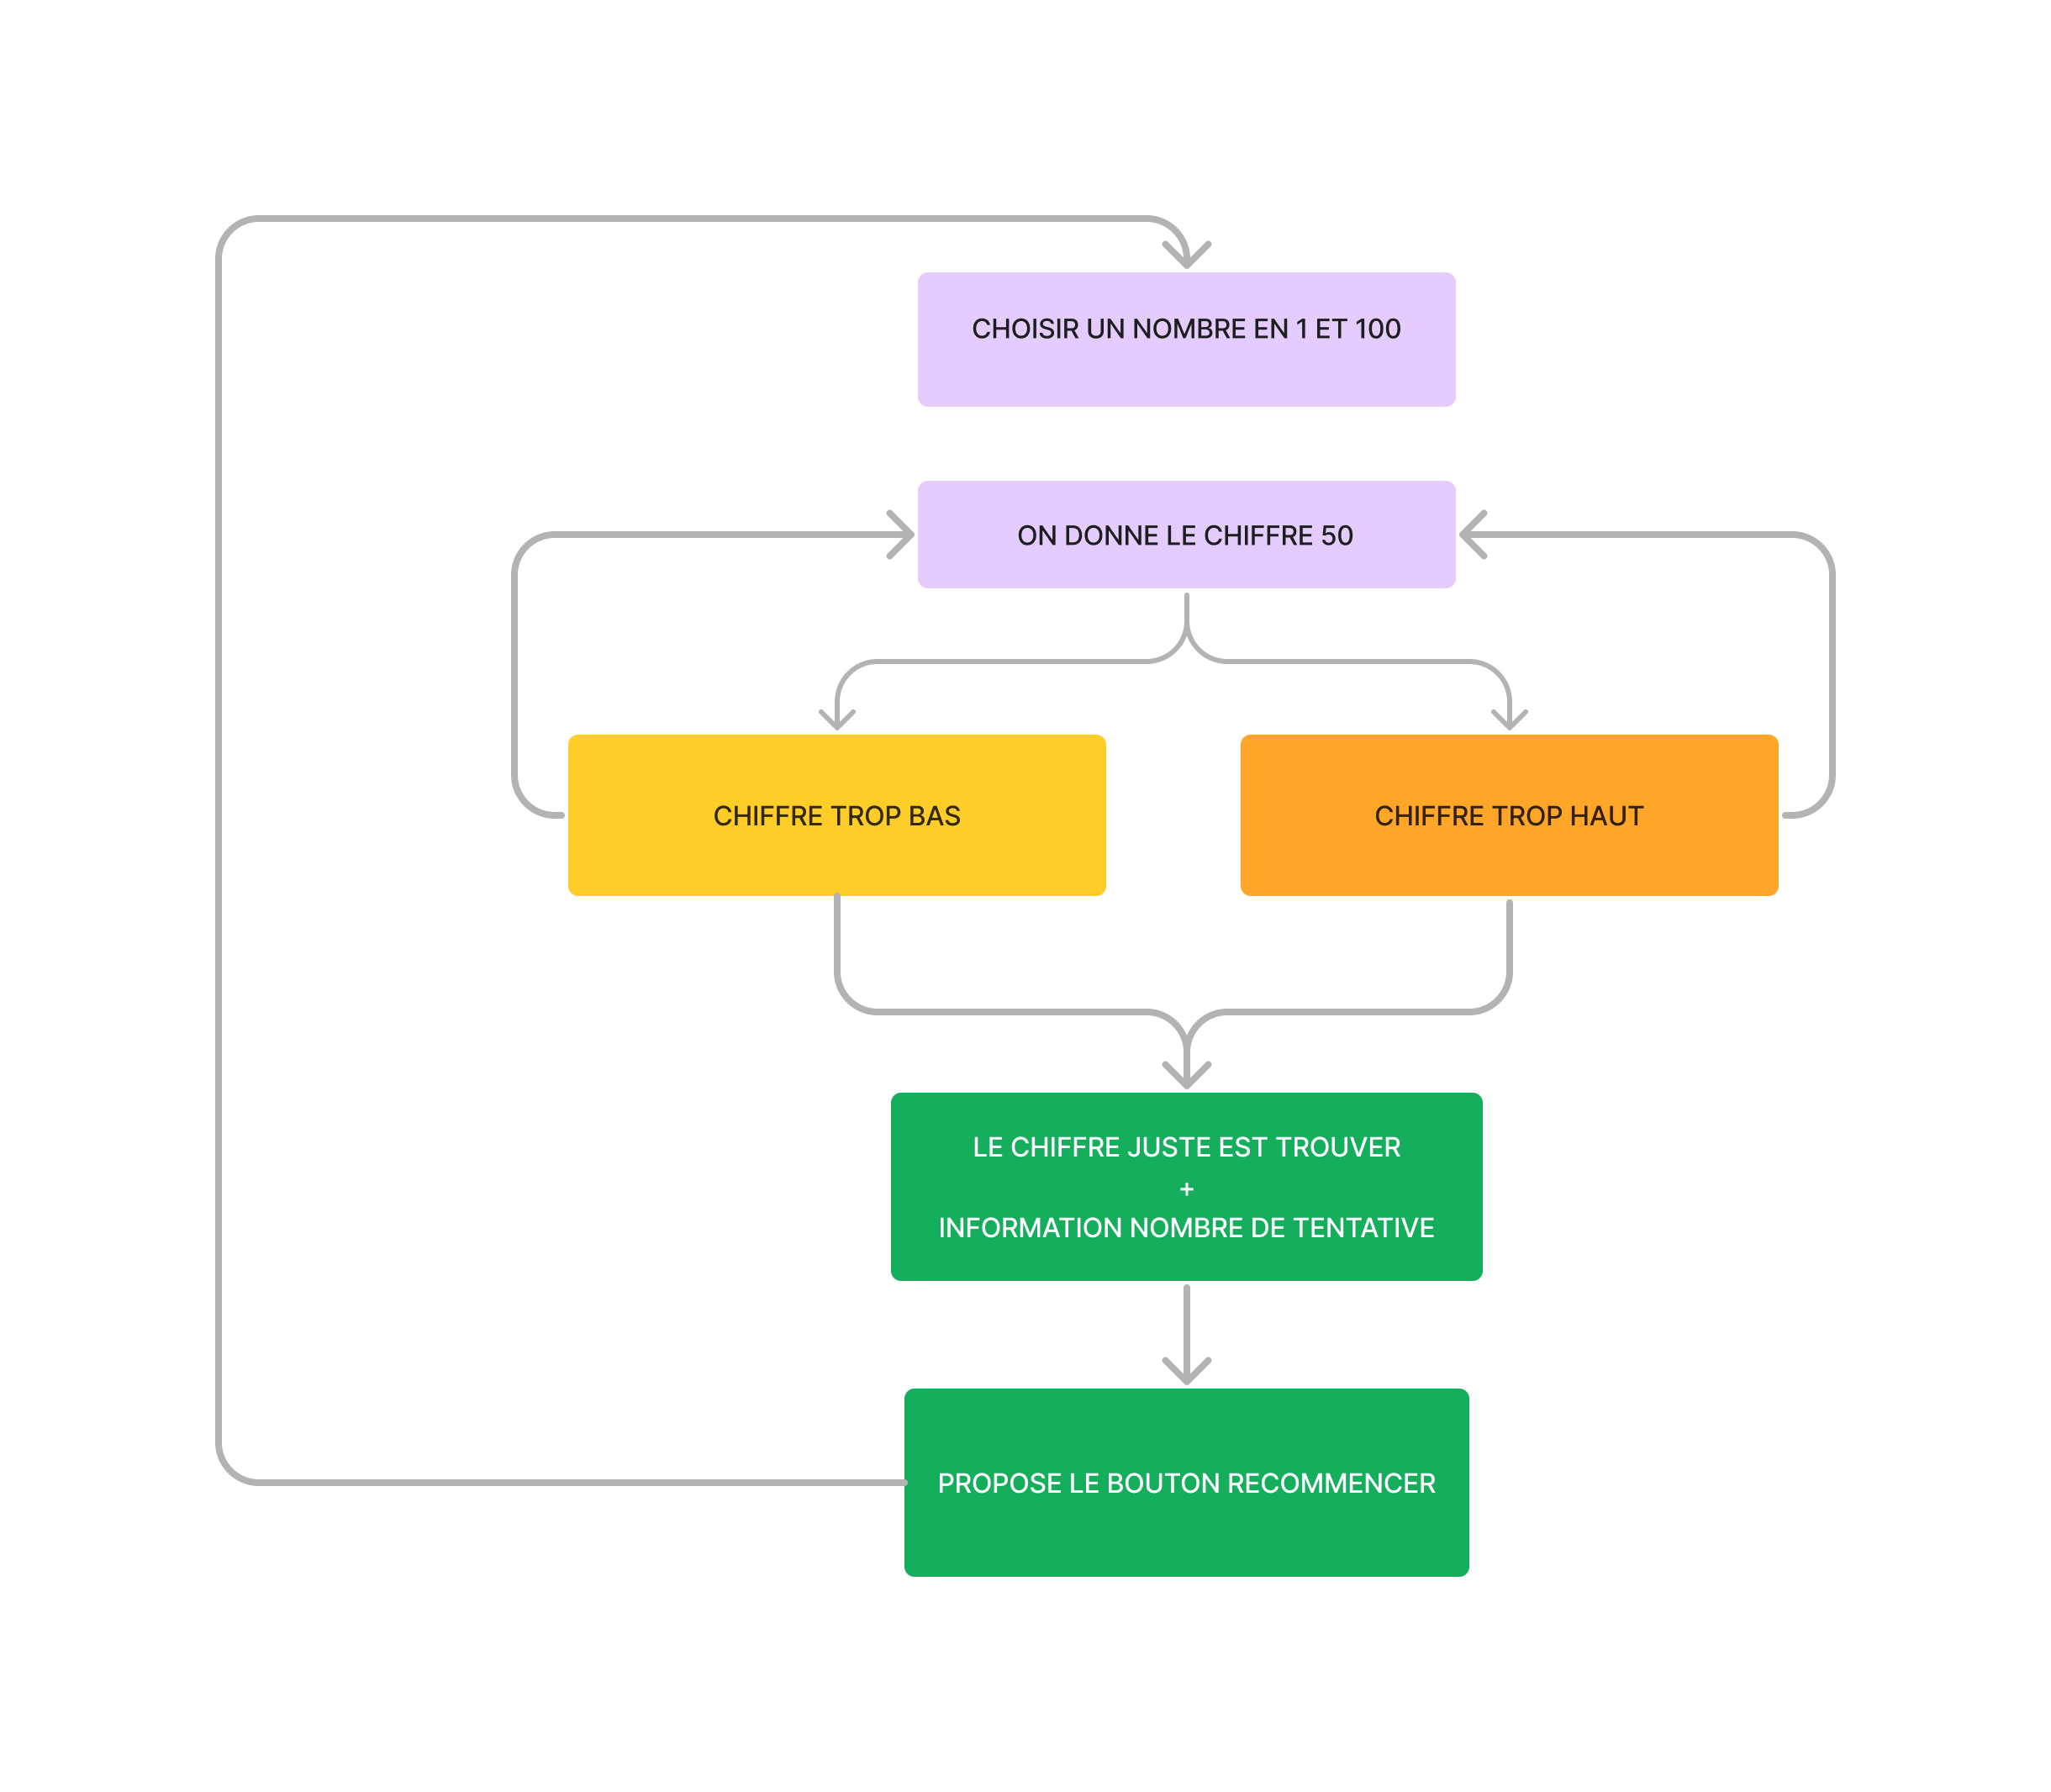 CHOISIR UN NOMBRE EN 1 ET 100
ON DONNE LE CHIFFRE 50
CHIFFRE TROP BAS
CHIFFRE TROP HAUT
LE CHIFFRE JUSTE EST TROUVER
+
INFORMATION NOMBRE DE TENTATIVE
PROPOSE LE BOUTON RECOMMENCER